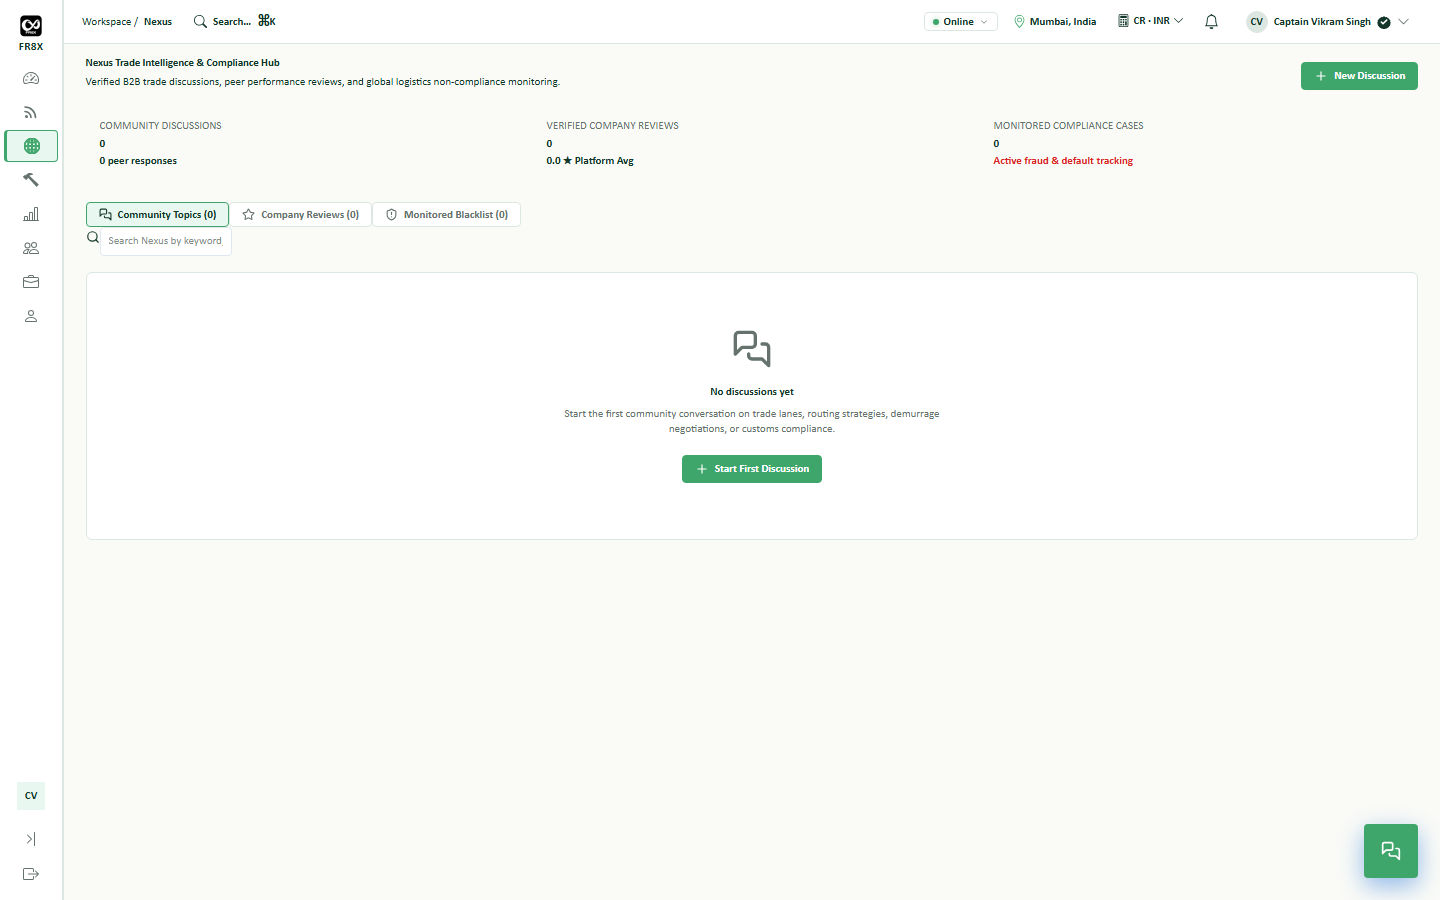 FR8X
Workspace / Nexus
Search... ⌘K
Online
Mumbai, India
CR • INR
CV
Captain Vikram Singh
Nexus Trade Intelligence & Compliance Hub
Verified B2B trade discussions, peer performance reviews, and global logistics non-compliance monitoring.
+ New Discussion
COMMUNITY DISCUSSIONS
0
0 peer responses
VERIFIED COMPANY REVIEWS
0
0.0 ★ Platform Avg
MONITORED COMPLIANCE CASES
0
Active fraud & default tracking
Community Topics (0)
Company Reviews (0)
Monitored Blacklist (0)
Search Nexus by keyword,
No discussions yet
Start the first community conversation on trade lanes, routing strategies, demurrage
negotiations, or customs compliance.
+ Start First Discussion
CV